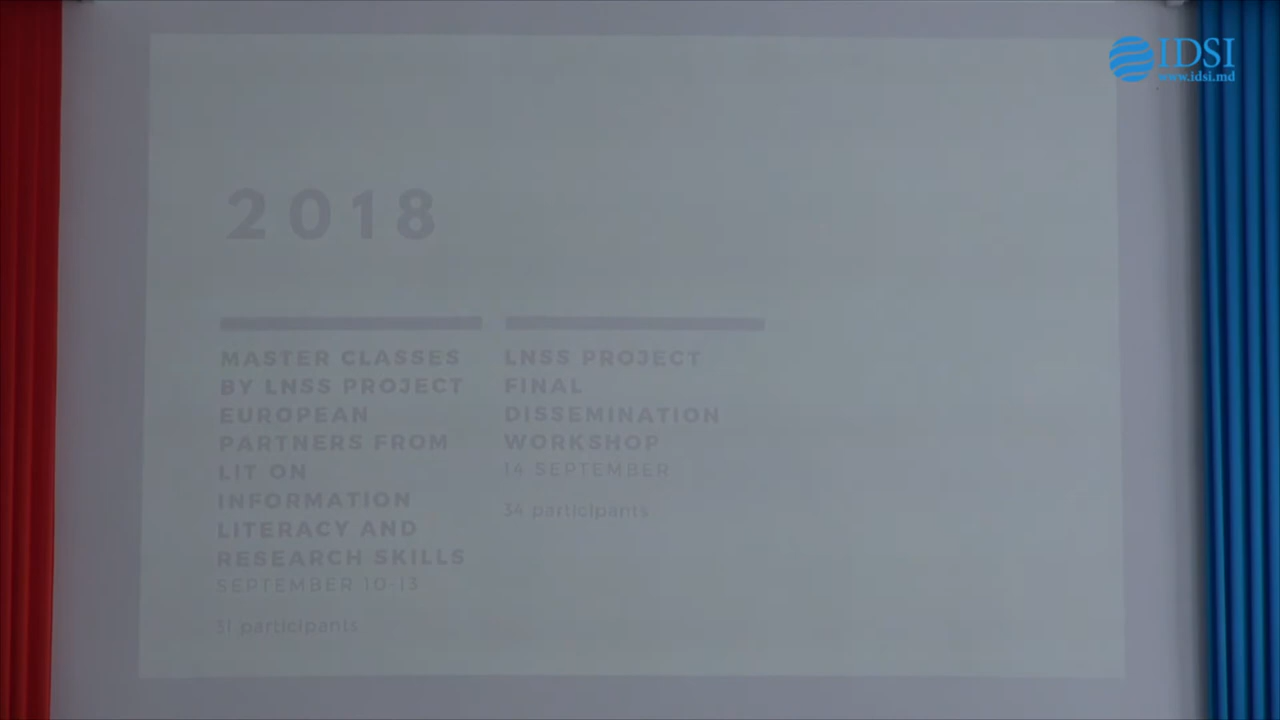 IDSI
www.idsi.md
2018
MASTER CLASSES
BY LNSS PROJECT
EUROPEAN
PARTNERS FROM
LIT ON
INFORMATION
LITERACY AND
RESEARCH SKILLS
SEPTEMBER 10-13
31 participants
LNSS PROJECT
FINAL
DISSEMINATION
WORKSHOP
14 SEPTEMBER
34 participants